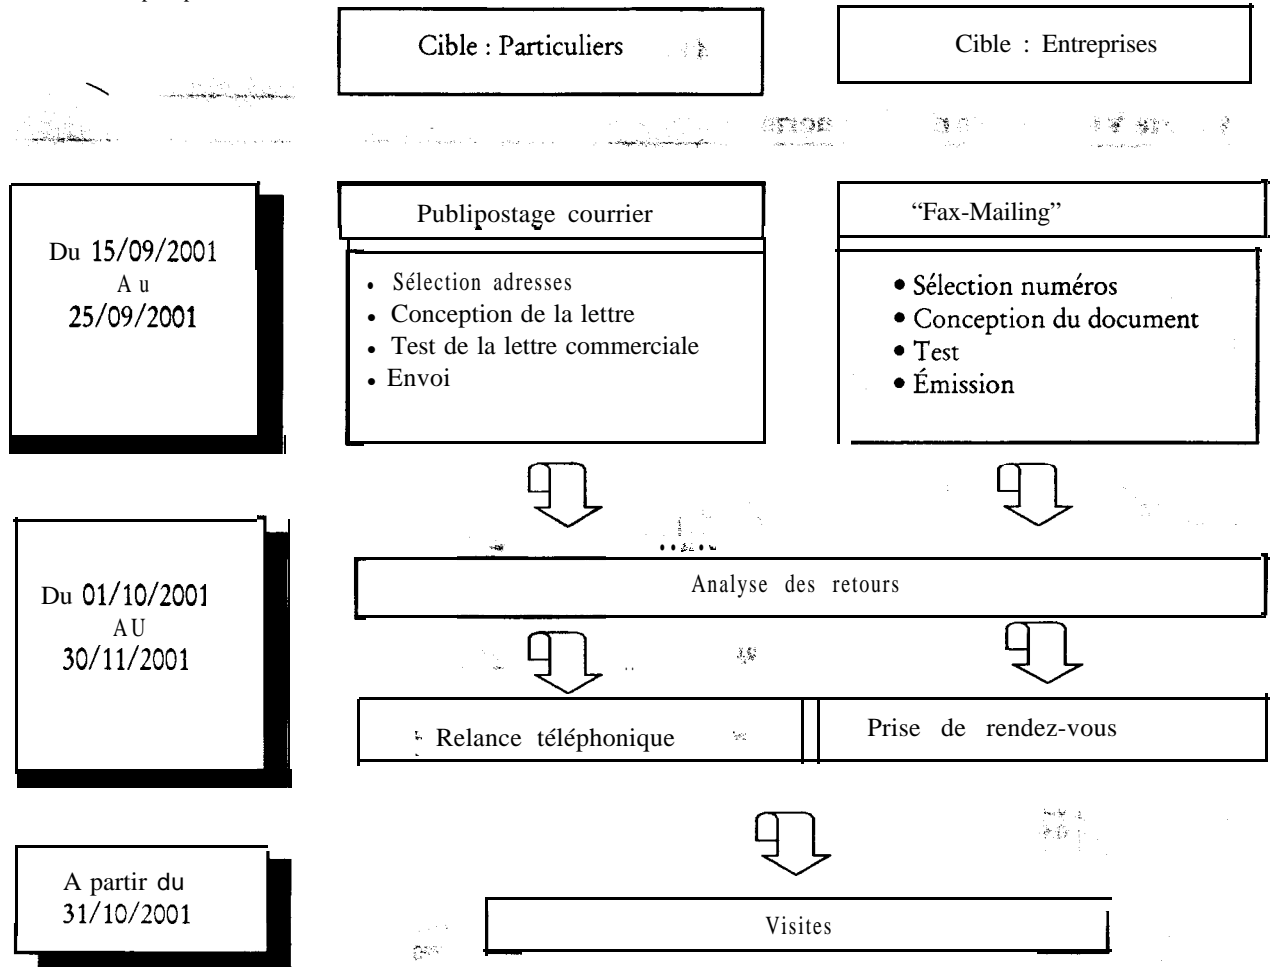 Cible : Particuliers
Cible : Entreprises
Du 15/09/2001
Au
25/09/2001
Publipostage courrier
• Sélection adresses
• Conception de la lettre
• Test de la lettre commerciale
• Envoi
“Fax-Mailing”
• Sélection numéros
• Conception du document
• Test
• Émission
Du 01/10/2001
AU
30/11/2001
Analyse des retours
Relance téléphonique
Prise de rendez-vous
A partir du
31/10/2001
Visites